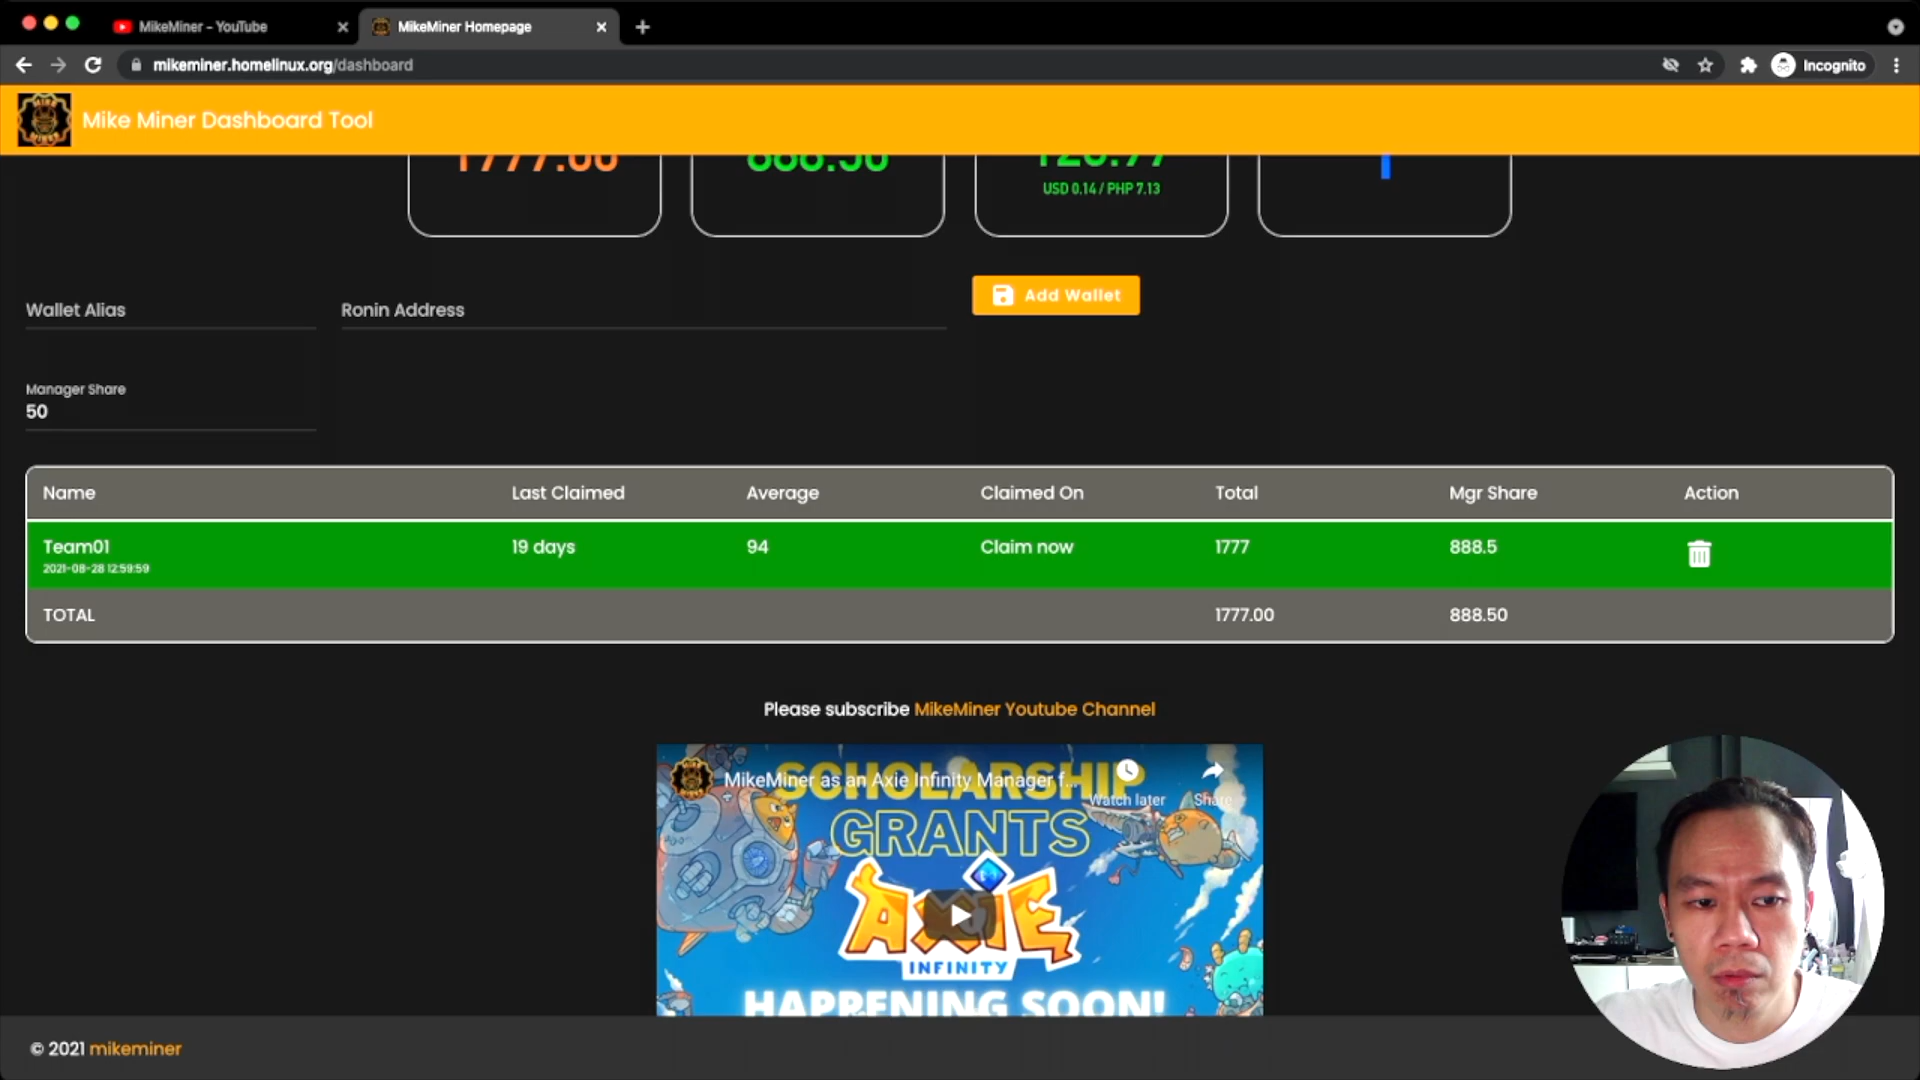 MikeMiner - YouTube
MikeMiner Homepage
mikeminer.homelinux.org/dashboard
Incognito
Mike Miner Dashboard Tool
1777.00
888.50
USD 0.14 / PHP 7.13
Wallet Alias
Ronin Address
Add Wallet
Manager Share
50
Name Last Claimed Average Claimed On Total Mgr Share Action
Team01 19 days 94 Claim now 1777 888.5
2021-08-28 12:59:59
TOTAL 1777.00 888.50
Please subscribe MikeMiner Youtube Channel
MikeMiner as an Axie Infinity Manager f...
Watch later
Share
SCHOLARSHIP
GRANTS
AXIE
INFINITY
HAPPENING SOON!
© 2021 mikeminer